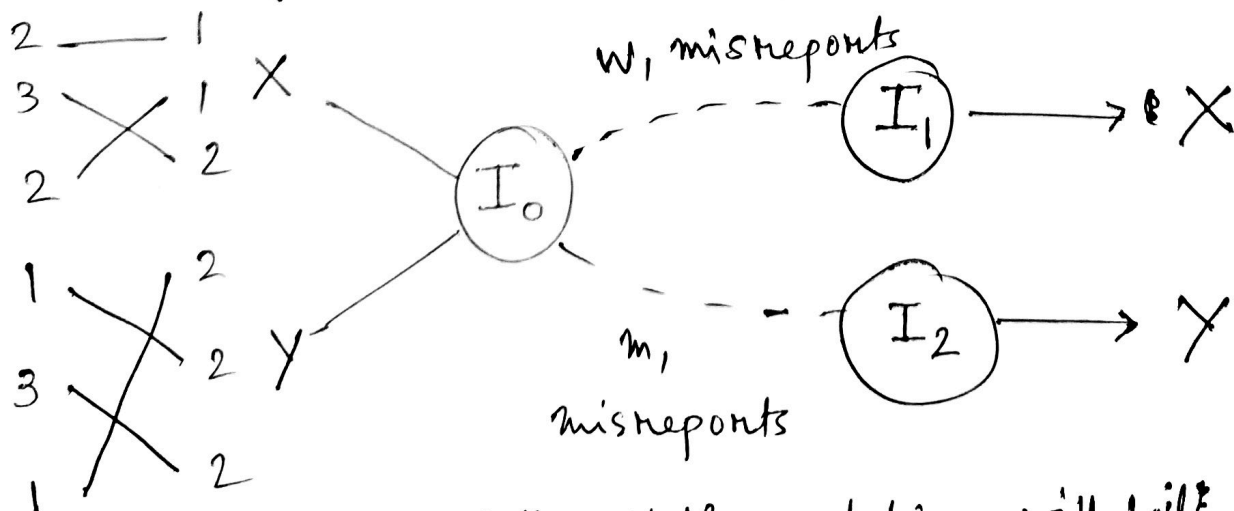 2 1
3 1 X
2 2
w, misreports
I₁ X
I₀
1 2
3 2 Y
1 2
I₂ Y
m,
misreports